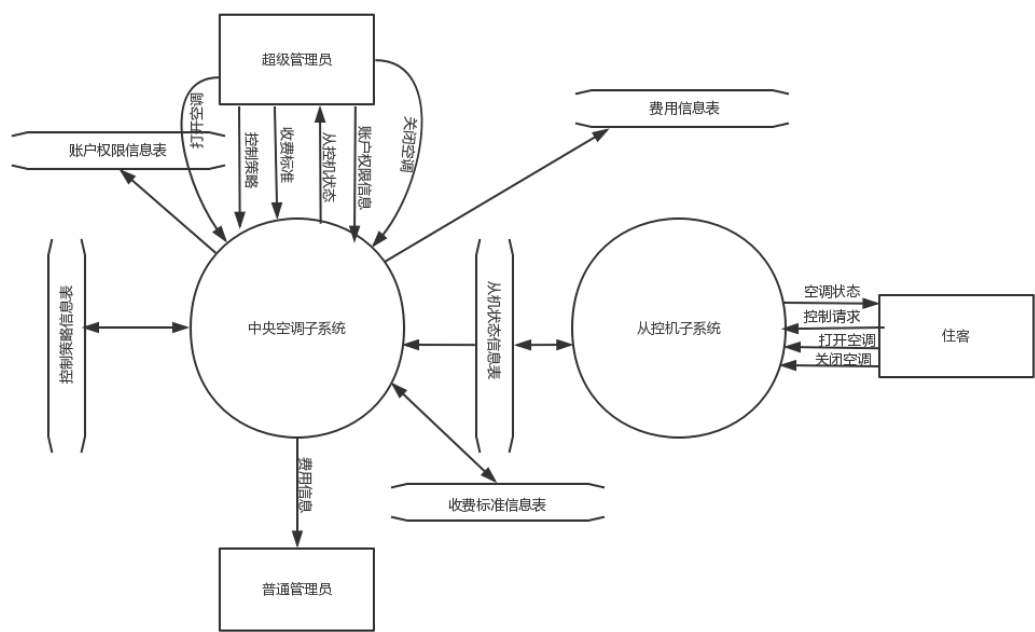 超级管理员
打开空调
控制策略
收费标准
从控机状态
账户权限信息
关闭空调
费用信息表
账户权限信息表
控制策略信息表
中央空调子系统
从机状态信息表
从控机子系统
空调状态
控制请求
打开空调
关闭空调
住客
费用信息
收费标准信息表
普通管理员